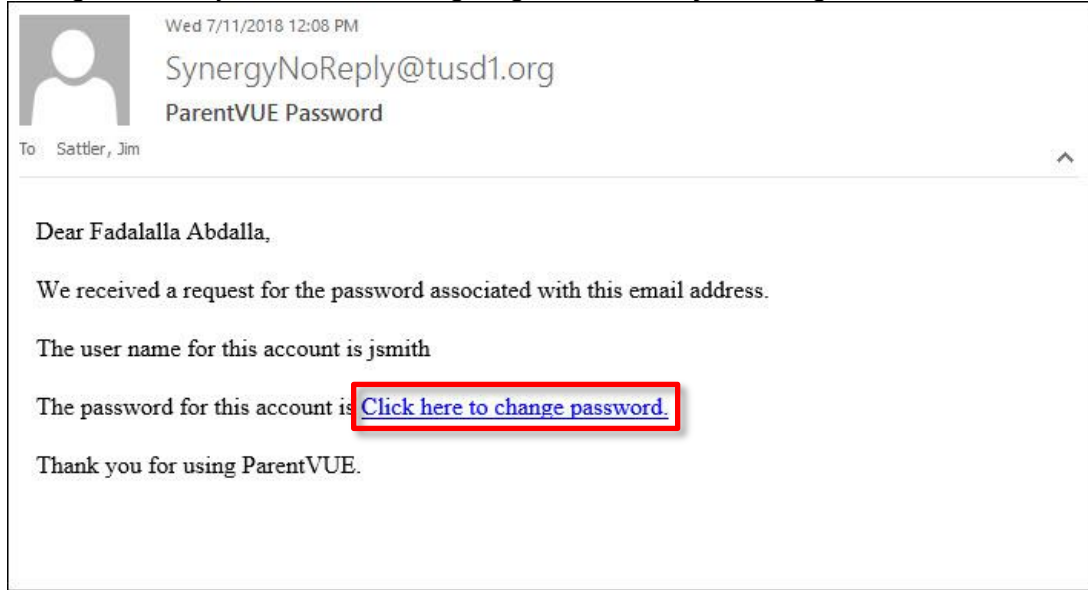 Wed 7/11/2018 12:08 PM
SynergyNoReply@tusd1.org
ParentVUE Password
To Sattler, Jim
Dear Fadalalla Abdalla,
We received a request for the password associated with this email address.
The user name for this account is jsmith
The password for this account is Click here to change password.
Thank you for using ParentVUE.